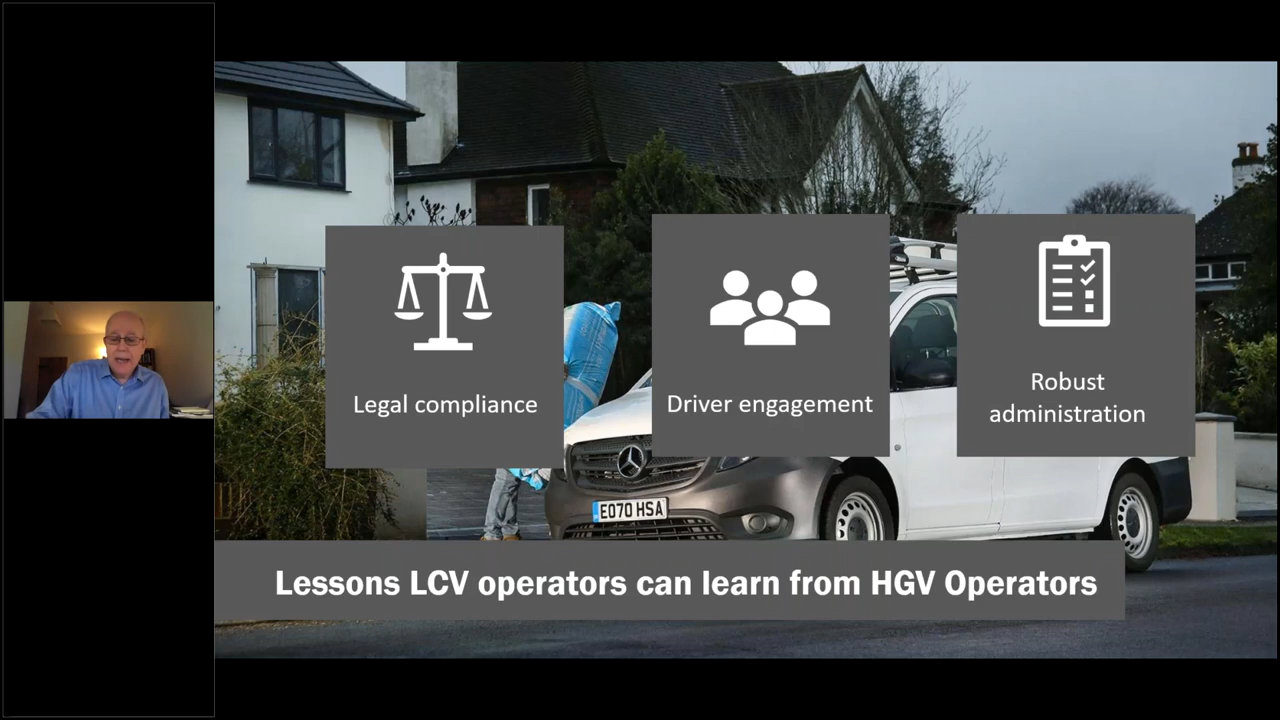 Legal compliance
Driver engagement
Robust
administration
EO70 HSA
Lessons LCV operators can learn from HGV Operators